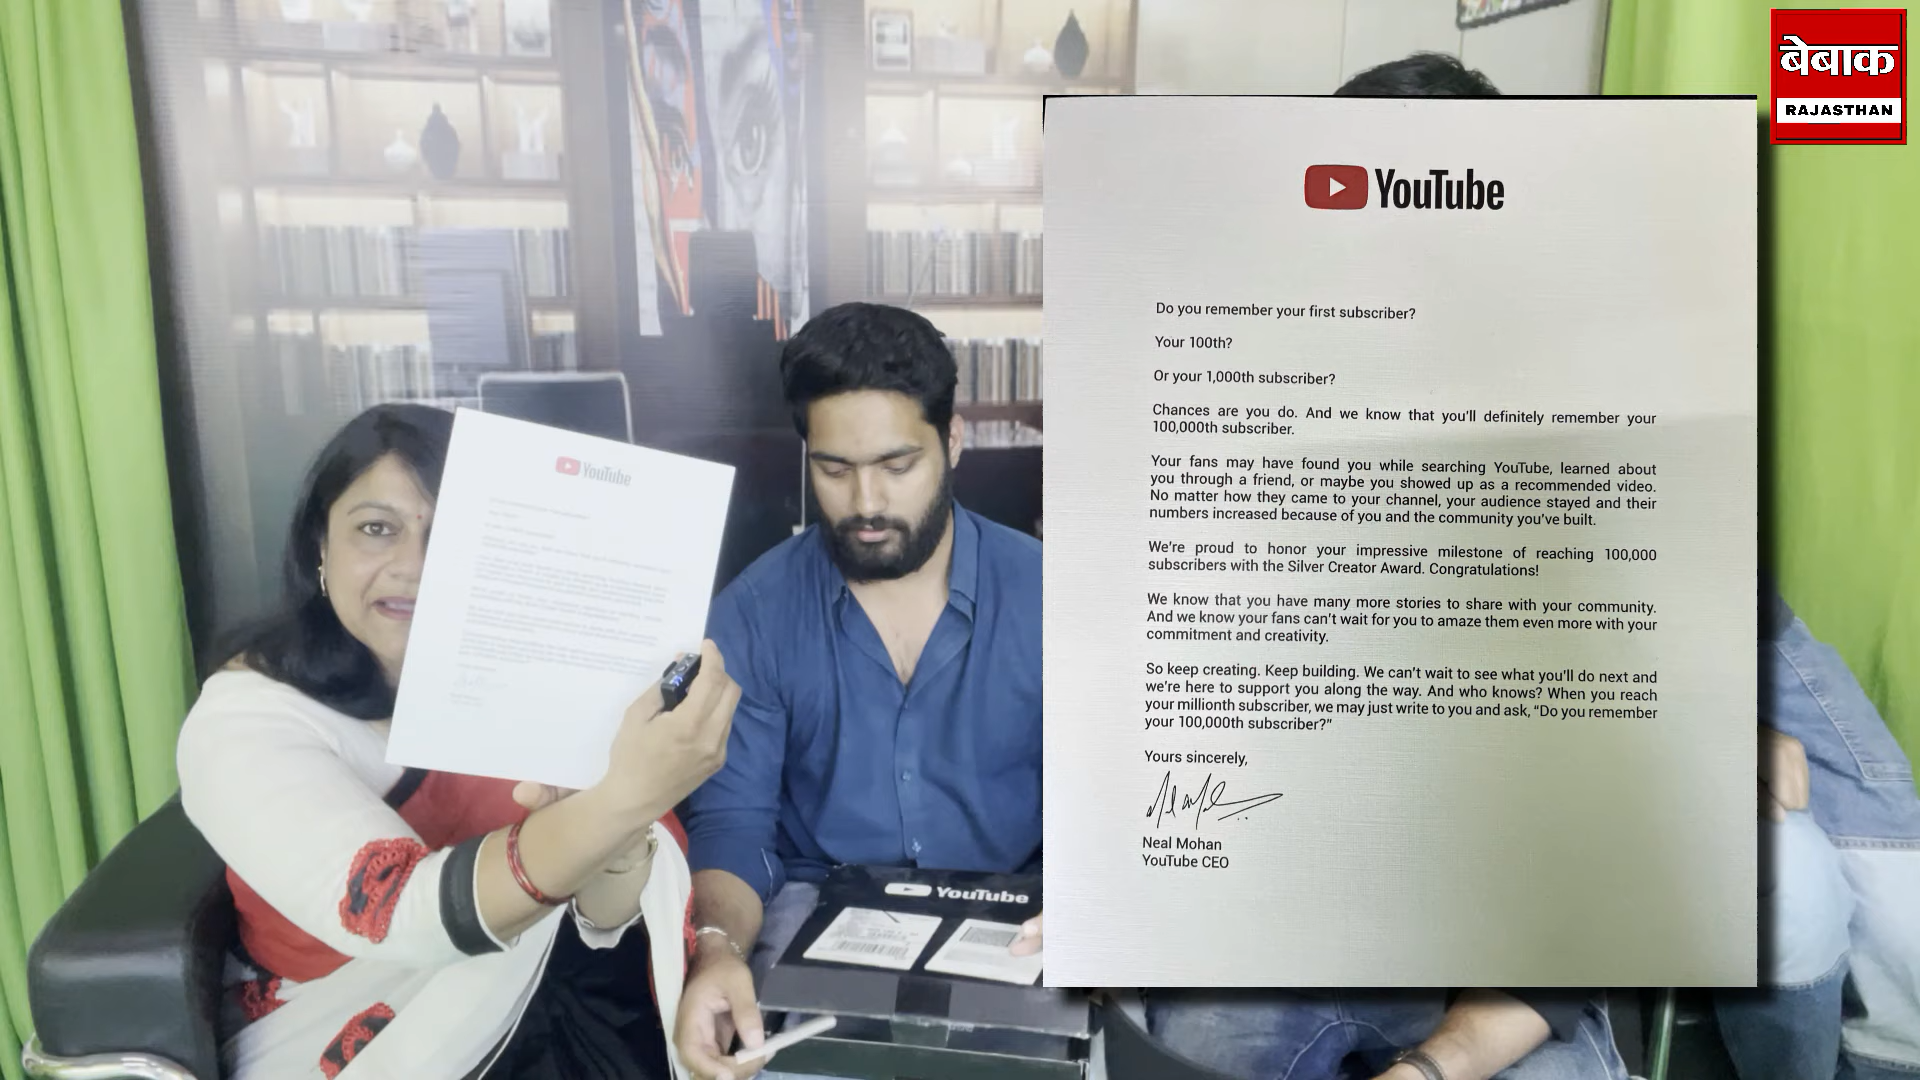 बेबाक
RAJASTHAN
YouTube
Do you remember your first subscriber?
Your 100th?
Or your 1,000th subscriber?
Chances are you do. And we know that you'll definitely remember your
100,000th subscriber.
Your fans may have found you while searching YouTube, learned about
you through a friend, or maybe you showed up as a recommended video.
No matter how they came to your channel, your audience stayed and their
numbers increased because of you and the community you've built.
We're proud to honor your impressive milestone of reaching 100,000
subscribers with the Silver Creator Award. Congratulations!
We know that you have many more stories to share with your community.
And we know your fans can't wait for you to amaze them even more with your
commitment and creativity.
So keep creating. Keep building. We can't wait to see what you'll do next and
we're here to support you along the way. And who knows? When you reach
your millionth subscriber, we may just write to you and ask, “Do you remember
your 100,000th subscriber?”
Yours sincerely,
Neal Mohan
YouTube CEO
YouTube
YouTube